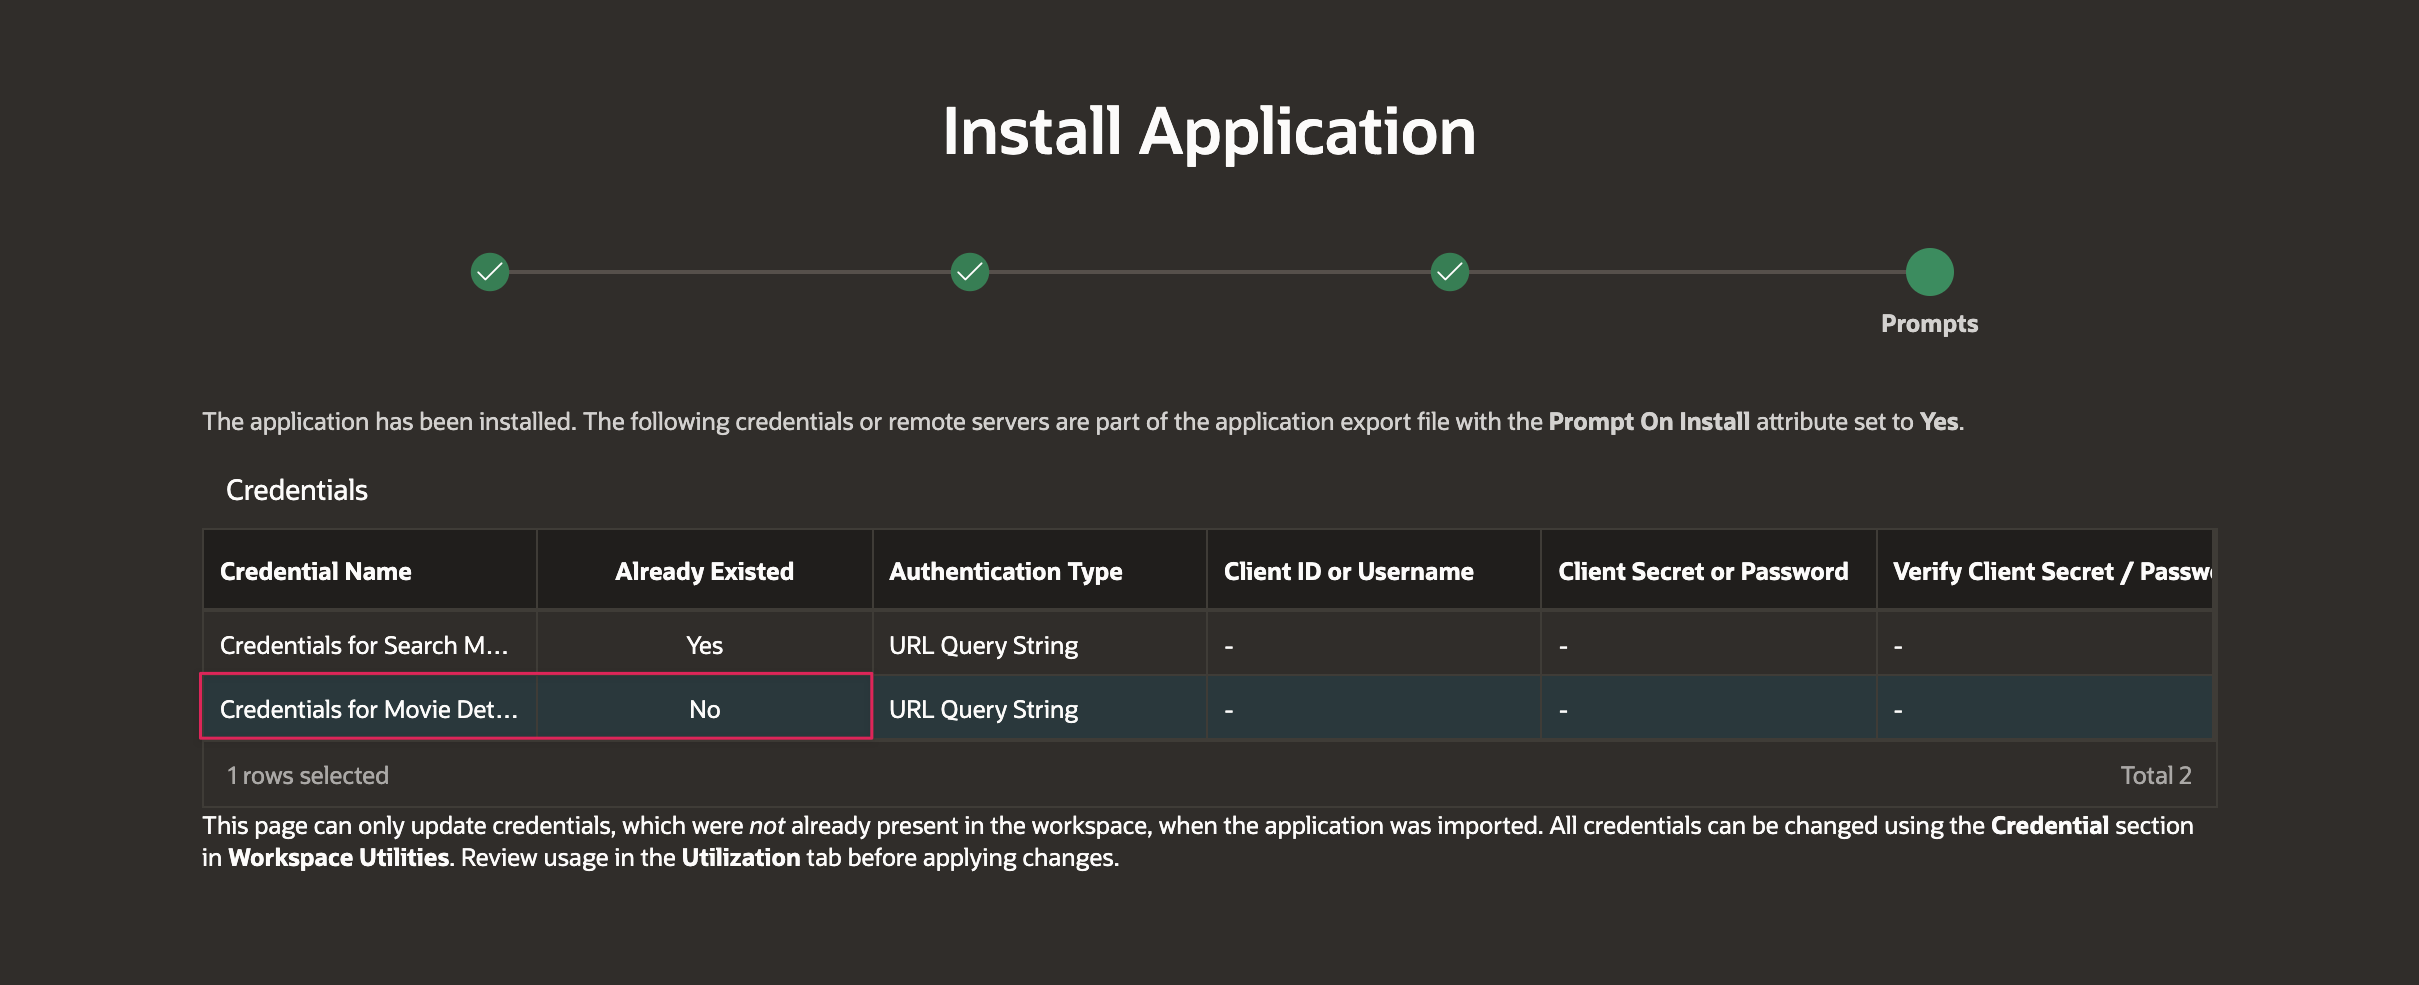 Install Application
Prompts
The application has been installed. The following credentials or remote servers are part of the application export file with the Prompt On Install attribute set to Yes.
Credentials
Credential Name Already Existed Authentication Type Client ID or Username Client Secret or Password Verify Client Secret / Passw
Credentials for Search M... Yes URL Query String - - -
Credentials for Movie Det... No URL Query String - - -
1 rows selected Total 2
This page can only update credentials, which were not already present in the workspace, when the application was imported. All credentials can be changed using the Credential section
in Workspace Utilities. Review usage in the Utilization tab before applying changes.